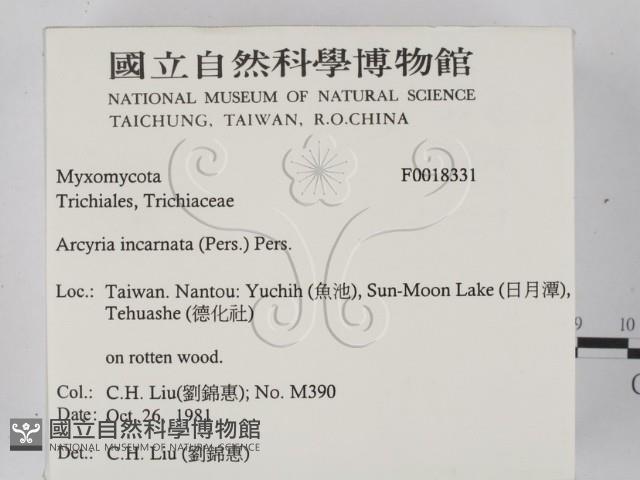 國立自然科學博物館
NATIONAL MUSEUM OF NATURAL SCIENCE
TAICHUNG, TAIWAN, R.O.CHINA
Myxomycota F0018331
Trichiales, Trichiaceae
Arcyria incarnata (Pers.) Pers.
Loc.: Taiwan. Nantou: Yuchih (魚池), Sun-Moon Lake (日月潭),
Tehuashe (德化社)
on rotten wood.
9 10
Col.: C.H. Liu(劉錦惠); No. M390
Date: Oct. 26, 1981
國立自然科學博物館
NATIONAL MUSEUM OF NATURAL SCIENCE
Det.: C.H. Liu (劉錦惠)